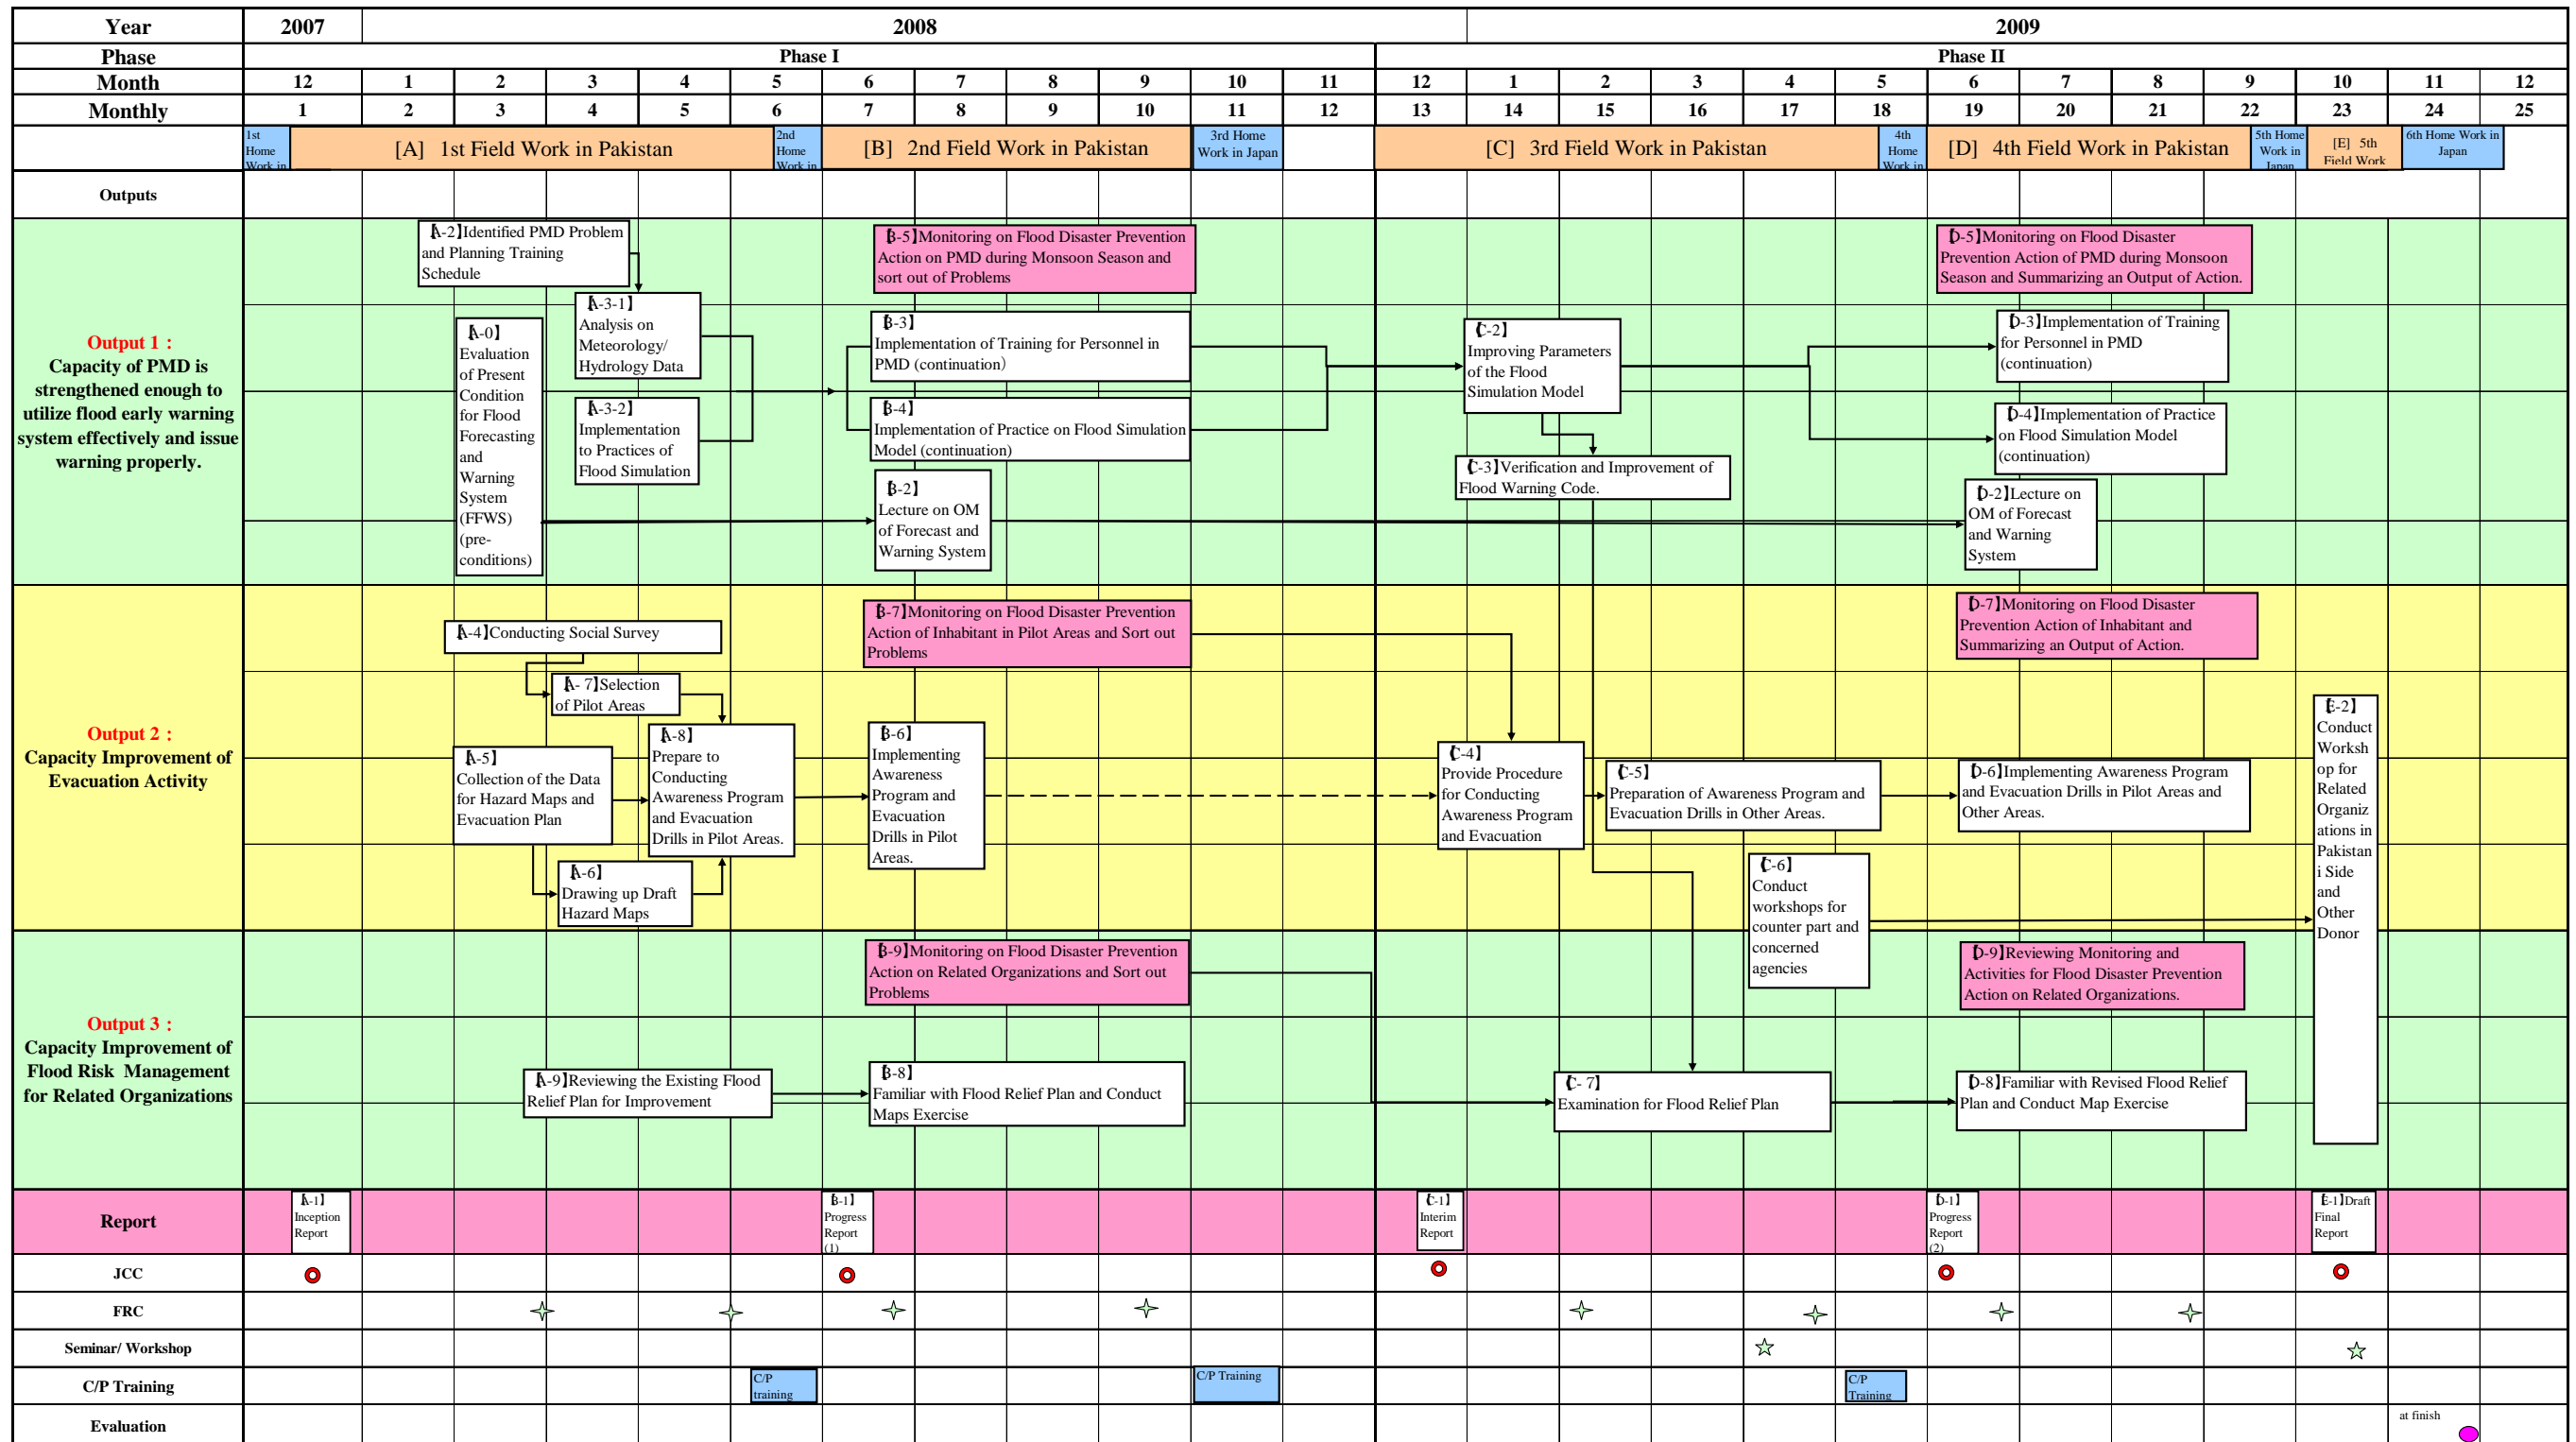 Year 2007 2008 2009
Phase Phase I Phase II
Month 12 1 2 3 4 5 6 7 8 9 10 11 12 1 2 3 4 5 6 7 8 9 10 11 12
Monthly 1 2 3 4 5 6 7 8 9 10 11 12 13 14 15 16 17 18 19 20 21 22 23 24 25
1st
Home
Work in
[A] 1st Field Work in Pakistan
2nd
Home
Work in
[B] 2nd Field Work in Pakistan
3rd Home
Work in Japan
[C] 3rd Field Work in Pakistan
4th
Home
Work in
[D] 4th Field Work in Pakistan
5th Home
Work in
Japan
[E] 5th
Field Work
6th Home Work in
Japan
Outputs
Output 1 :
Capacity of PMD is
strengthened enough to
utilize flood early warning
system effectively and issue
warning properly.
【A-2】Identified PMD Problem
and Planning Training
Schedule
【A-0】
Evaluation
of Present
Condition
for Flood
Forecasting
and
Warning
System
(FFWS)
(pre-
conditions)
【A-3-1】
Analysis on
Meteorology/
Hydrology Data
【A-3-2】
Implementation
to Practices of
Flood Simulation
【B-5】Monitoring on Flood Disaster Prevention
Action on PMD during Monsoon Season and
sort out of Problems
【B-3】
Implementation of Training for Personnel in
PMD (continuation）
【B-4】
Implementation of Practice on Flood Simulation
Model (continuation)
【B-2】
Lecture on OM
of Forecast and
Warning System
【C-2】
Improving Parameters
of the Flood
Simulation Model
【C-3】Verification and Improvement of
Flood Warning Code.
【D-5】Monitoring on Flood Disaster
Prevention Action of PMD during Monsoon
Season and Summarizing an Output of Action.
【D-3】Implementation of Training
for Personnel in PMD
(continuation)
【D-4】Implementation of Practice
on Flood Simulation Model
(continuation)
【D-2】Lecture on
OM of Forecast
and Warning
System
Output 2 :
Capacity Improvement of
Evacuation Activity
【A-4】Conducting Social Survey
【A- 7】Selection
of Pilot Areas
【A-5】
Collection of the Data
for Hazard Maps and
Evacuation Plan
【A-8】
Prepare to
Conducting
Awareness Program
and Evacuation
Drills in Pilot Areas.
【A-6】
Drawing up Draft
Hazard Maps
【B-7】Monitoring on Flood Disaster Prevention
Action of Inhabitant in Pilot Areas and Sort out
Problems
【B-6】
Implementing
Awareness
Program and
Evacuation
Drills in Pilot
Areas.
【C-4】
Provide Procedure
for Conducting
Awareness Program
and Evacuation
【C-5】
Preparation of Awareness Program and
Evacuation Drills in Other Areas.
【C-6】
Conduct
workshops for
counter part and
concerned
agencies
【D-7】Monitoring on Flood Disaster
Prevention Action of Inhabitant and
Summarizing an Output of Action.
【D-6】Implementing Awareness Program
and Evacuation Drills in Pilot Areas and
Other Areas.
【E-2】
Conduct
Worksh
op for
Related
Organiz
ations in
Pakistan
i Side
and
Other
Donor
Output 3 :
Capacity Improvement of
Flood Risk Management
for Related Organizations
【B-9】Monitoring on Flood Disaster Prevention
Action on Related Organizations and Sort out
Problems
【A-9】Reviewing the Existing Flood
Relief Plan for Improvement
【B-8】
Familiar with Flood Relief Plan and Conduct
Maps Exercise
【C- 7】
Examination for Flood Relief Plan
【D-9】Reviewing Monitoring and
Activities for Flood Disaster Prevention
Action on Related Organizations.
【D-8】Familiar with Revised Flood Relief
Plan and Conduct Map Exercise
Report
【A-1】
Inception
Report
【B-1】
Progress
Report
(1)
【C-1】
Interim
Report
【D-1】
Progress
Report
(2)
【E-1】Draft
Final
Report
JCC
FRC
Seminar/ Workshop
C/P Training
C/P
training
C/P Training
C/P
Training
Evaluation
at finish